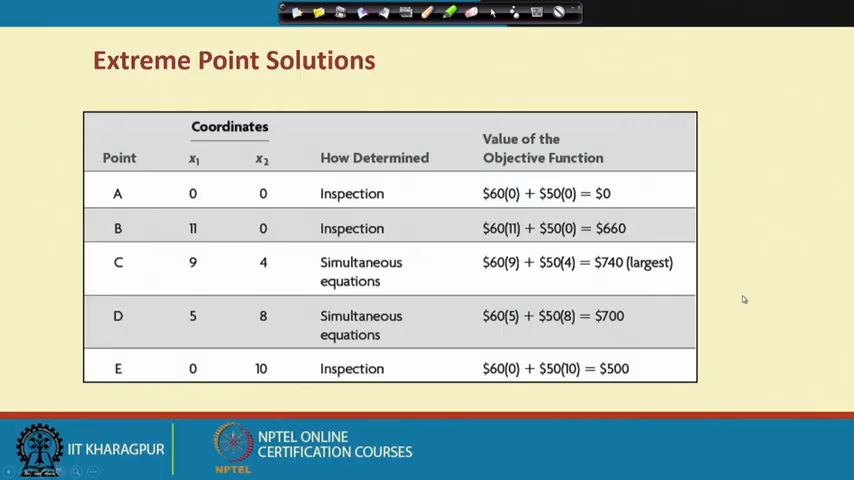 Extreme Point Solutions
Coordinates
Point x₁ x₂ How Determined Value of the Objective Function
A 0 0 Inspection $60(0) + $50(0) = $0
B 11 0 Inspection $60(11) + $50(0) = $660
C 9 4 Simultaneous equations $60(9) + $50(4) = $740 (largest)
D 5 8 Simultaneous equations $60(5) + $50(8) = $700
E 0 10 Inspection $60(0) + $50(10) = $500
IIT KHARAGPUR
NPTEL
NPTEL ONLINE
CERTIFICATION COURSES